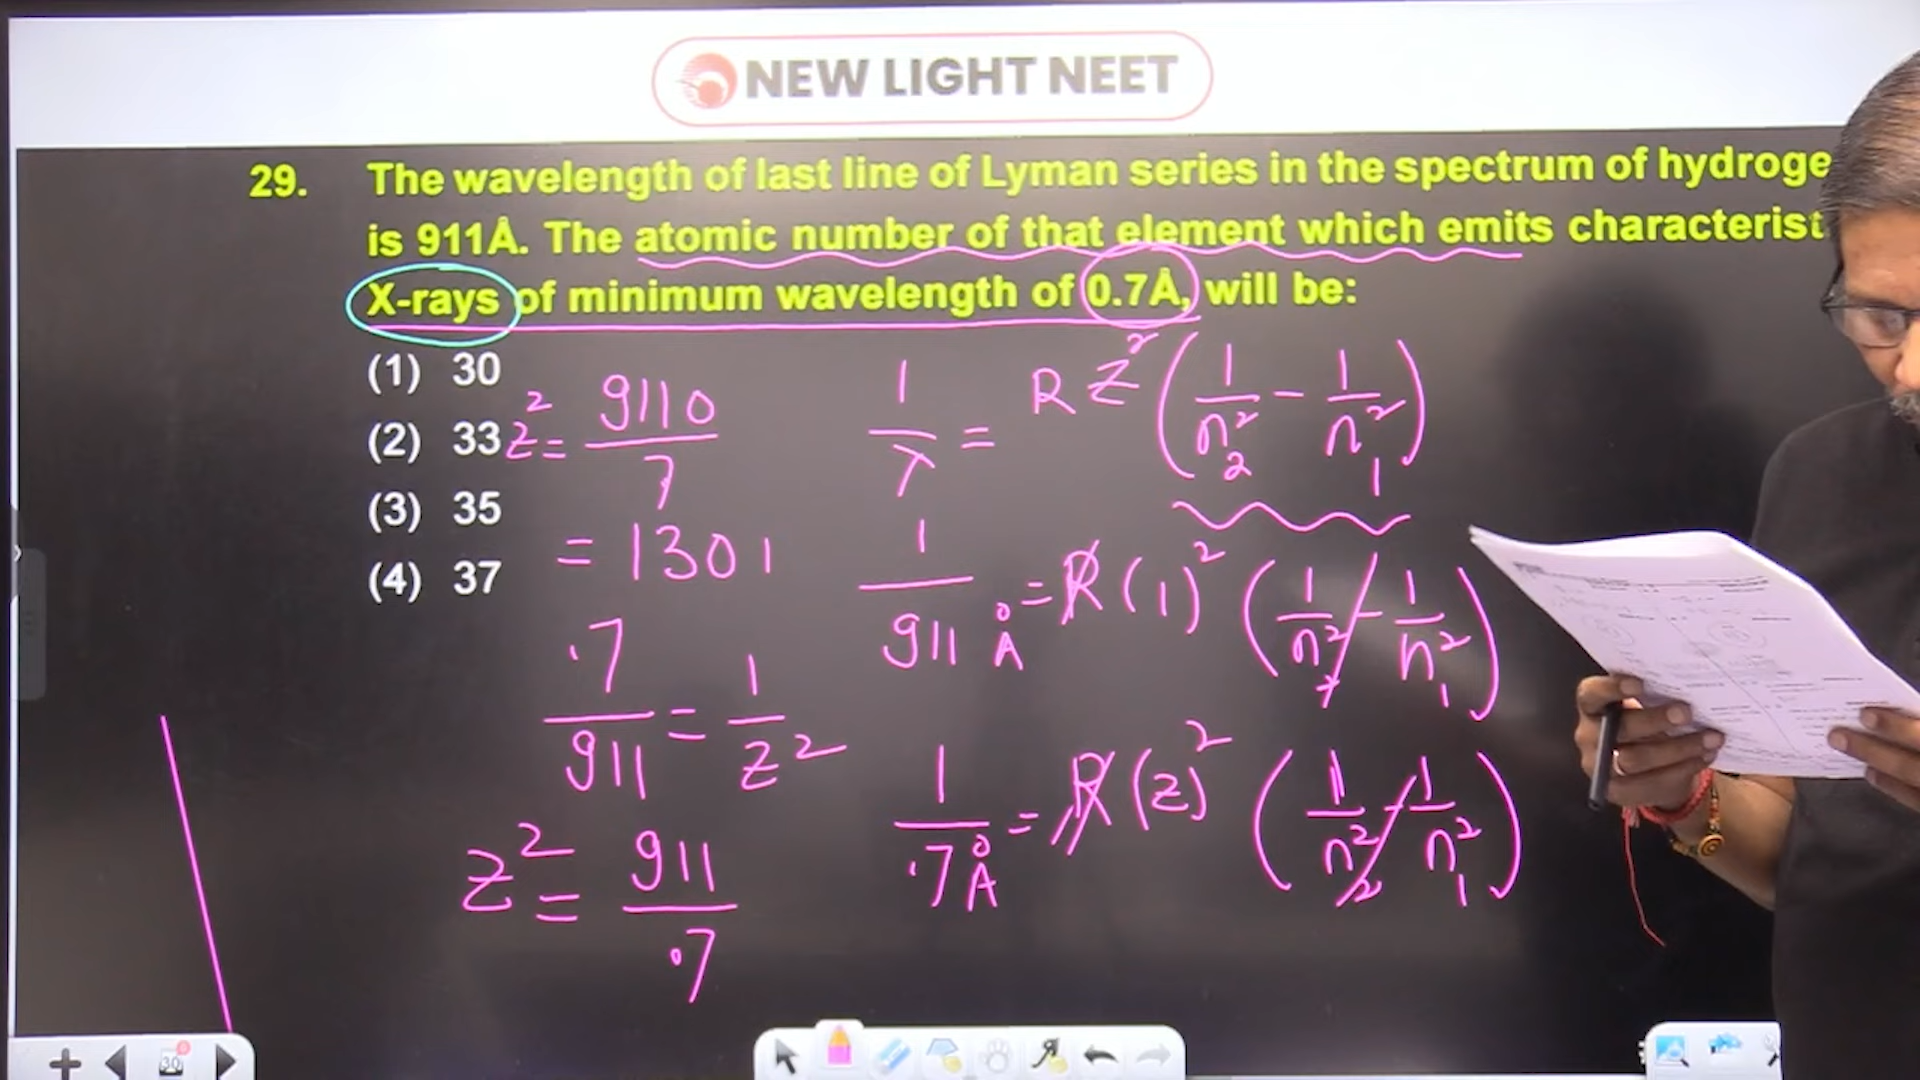 NEW LIGHT NEET
29. The wavelength of last line of Lyman series in the spectrum of hydroge
is 911Å. The atomic number of that element which emits characterist
X-rays of minimum wavelength of 0.7Å, will be:
(1) 30
(2) 33
(3) 35
(4) 37
1/λ = R Z² (1/n₂² - 1/n₁²)
1/911 Å = R (1)² (1/n₂² - 1/n₁²)
1/.7 Å = R (z)² (1/n₂² - 1/n₁²)
.7/911 = 1/z²
z² = 911/.7
z² = 9110/7
= 1301
30